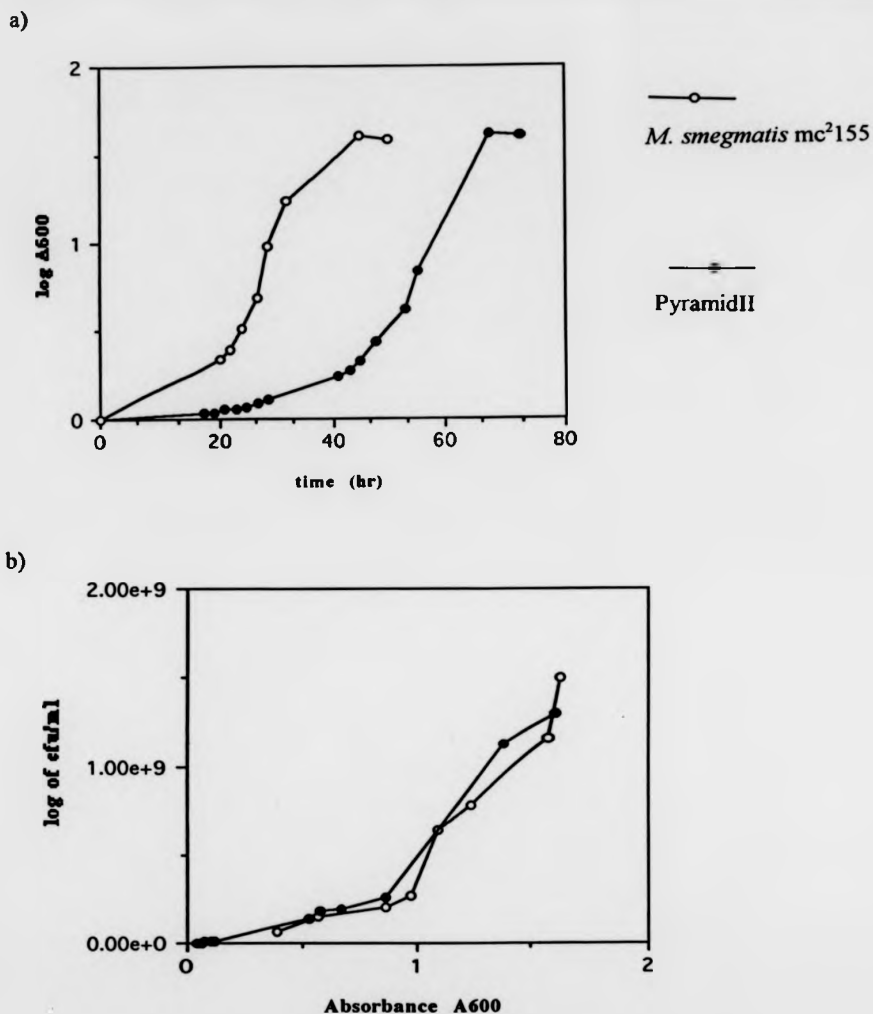 a)
2
1
0
log A600
0
20
40
60
80
time (hr)
M. smegmatis mc²155
PyramidII
b)
2.00e+9
1.00e+9
0.00e+0
log of cfu/ml
0
1
2
Absorbance A600